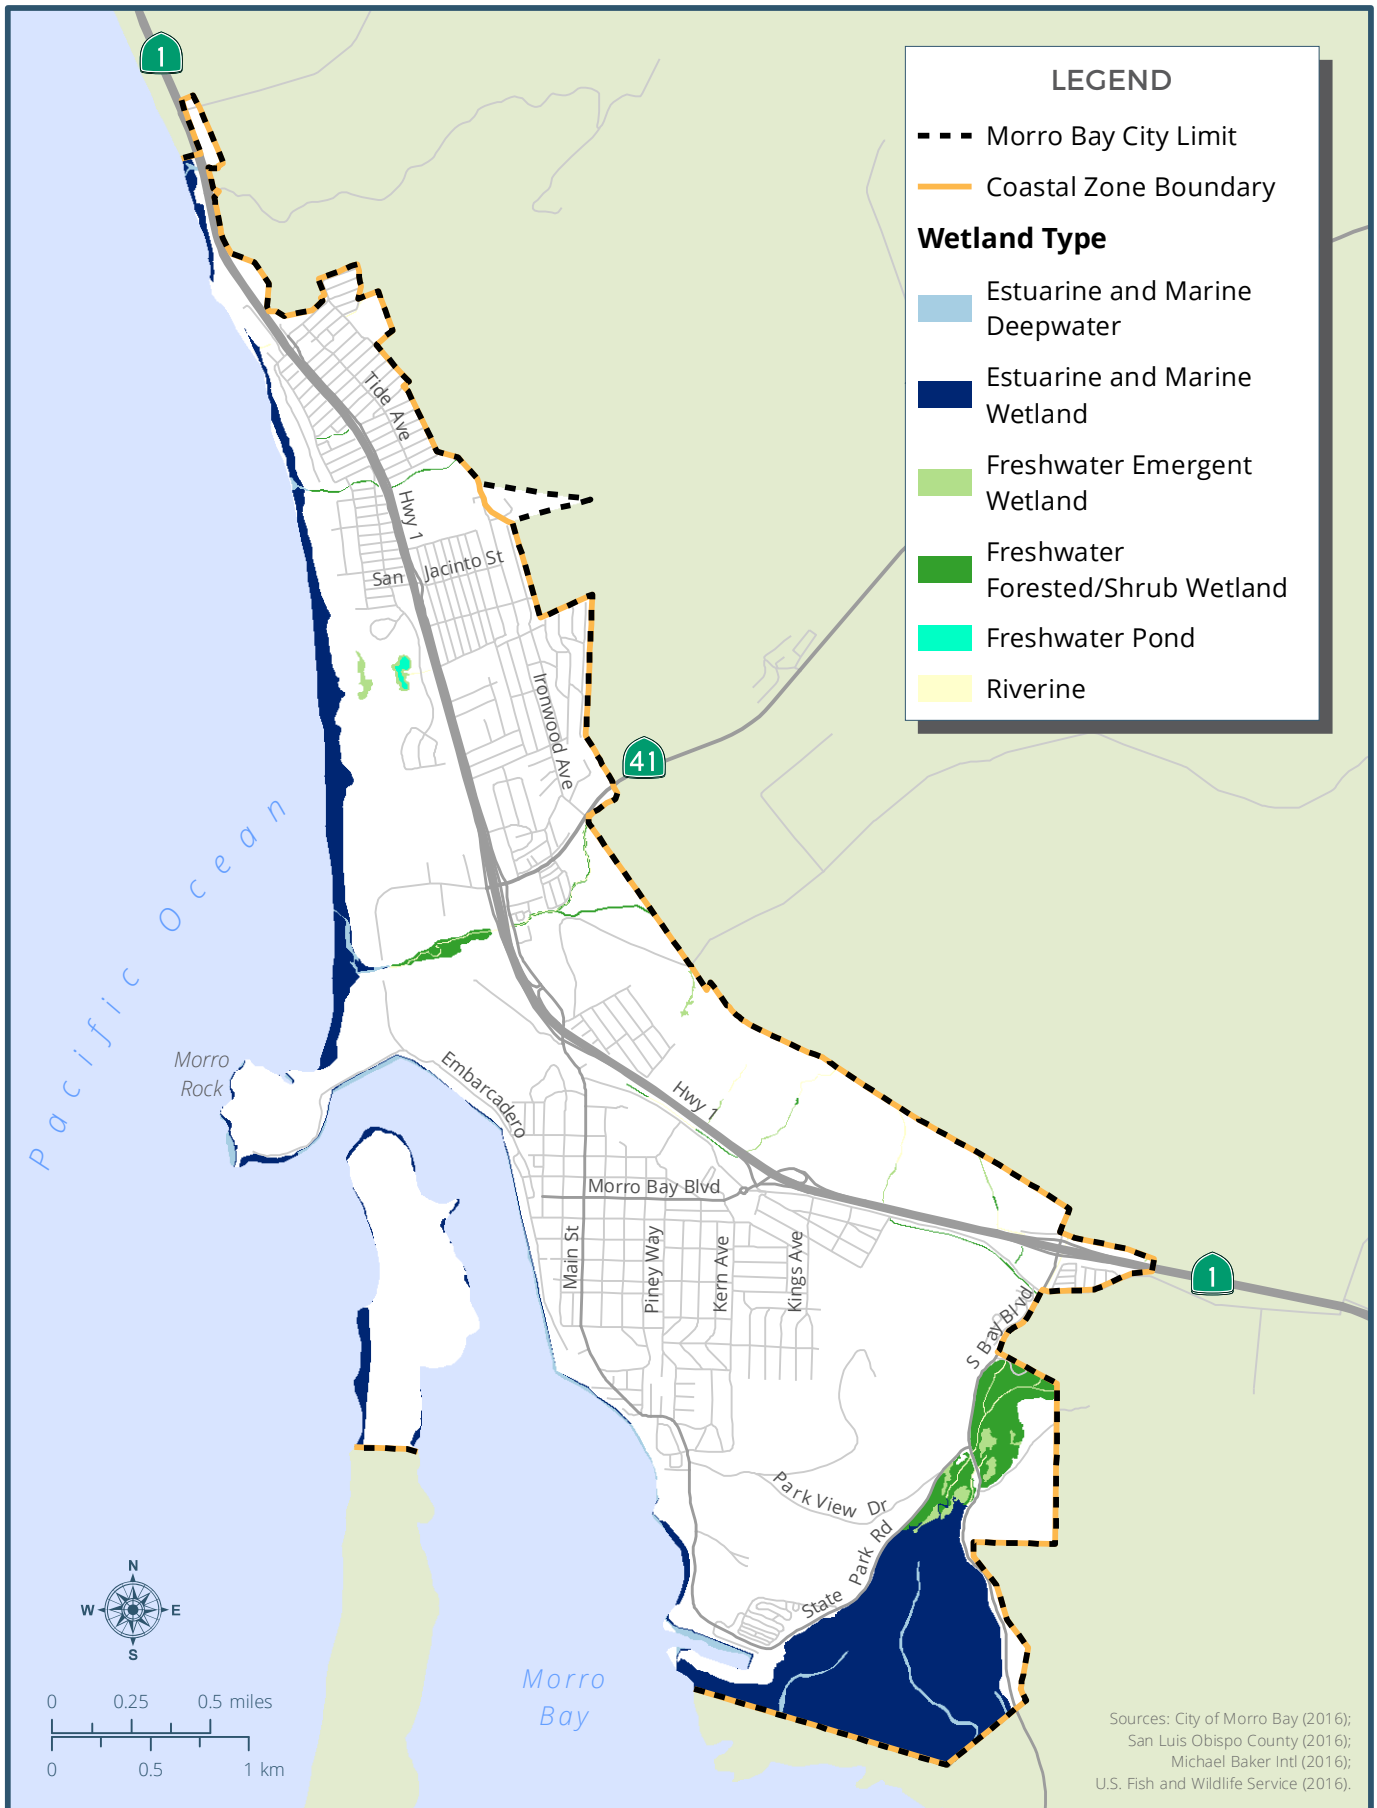 1
LEGEND
Morro Bay City Limit
Coastal Zone Boundary
Wetland Type
Estuarine and Marine
Deepwater
Estuarine and Marine
Wetland
Freshwater Emergent
Wetland
Freshwater
Forested/Shrub Wetland
Freshwater Pond
Riverine
Tide Ave
Hwy 1
San Jacinto St
Ironwood Ave
41
Pacific Ocean
Morro
Rock
Embarcadero
Hwy 1
Morro Bay Blvd
Main St
Piney Way
Kern Ave
Kings Ave
1
S Bay Blvd
Park View Dr
State Park Rd
Morro
Bay
N
W
E
S
0
0.25
0.5 miles
0
0.5
1 km
Sources: City of Morro Bay (2016);
San Luis Obispo County (2016);
Michael Baker Intl (2016);
U.S. Fish and Wildlife Service (2016).